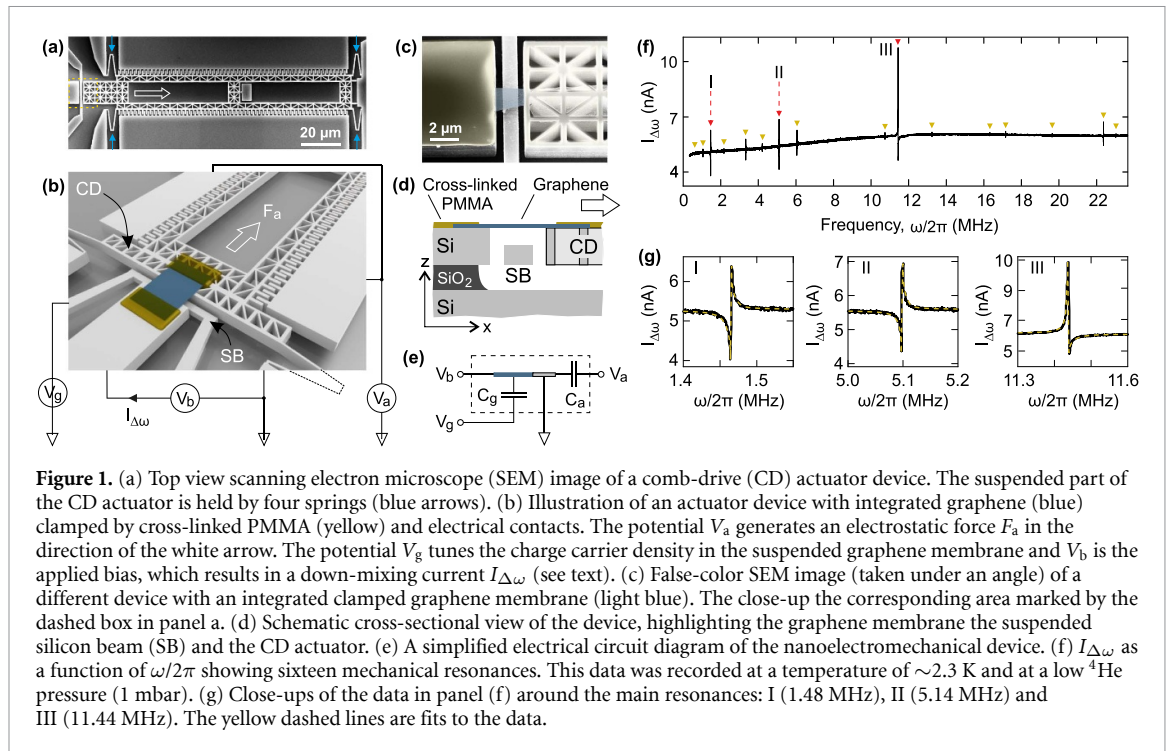 (a)
20 μm
(b)
CD
Fa
SB
Vg
Vb
IΔω
Va
(c)
2 μm
(d)
Cross-linked
PMMA
Graphene
Si
CD
SB
SiO2
Si
z
x
(e)
Vb
Va
Cg
Ca
Vg
(f)
IΔω (nA)
10
8
6
4
I
II
III
0 2 4 6 8 10 12 14 16 18 20 22
Frequency, ω/2π (MHz)
(g)
I
IΔω (nA)
7
6
5
4
1.4 1.5
ω/2π (MHz)
II
IΔω (nA)
8
7
6
5
4
5.0 5.1 5.2
ω/2π (MHz)
III
IΔω (nA)
10
9
8
7
6
5
11.3 11.6
ω/2π (MHz)
Figure 1. (a) Top view scanning electron microscope (SEM) image of a comb-drive (CD) actuator device. The suspended part of
the CD actuator is held by four springs (blue arrows). (b) Illustration of an actuator device with integrated graphene (blue)
clamped by cross-linked PMMA (yellow) and electrical contacts. The potential Va generates an electrostatic force Fa in the
direction of the white arrow. The potential Vg tunes the charge carrier density in the suspended graphene membrane and Vb is the
applied bias, which results in a down-mixing current IΔω (see text). (c) False-color SEM image (taken under an angle) of a
different device with an integrated clamped graphene membrane (light blue). The close-up the corresponding area marked by the
dashed box in panel a. (d) Schematic cross-sectional view of the device, highlighting the graphene membrane the suspended
silicon beam (SB) and the CD actuator. (e) A simplified electrical circuit diagram of the nanoelectromechanical device. (f) IΔω as
a function of ω/2π showing sixteen mechanical resonances. This data was recorded at a temperature of ∼2.3 K and at a low ⁴He
pressure (1 mbar). (g) Close-ups of the data in panel (f) around the main resonances: I (1.48 MHz), II (5.14 MHz) and
III (11.44 MHz). The yellow dashed lines are fits to the data.